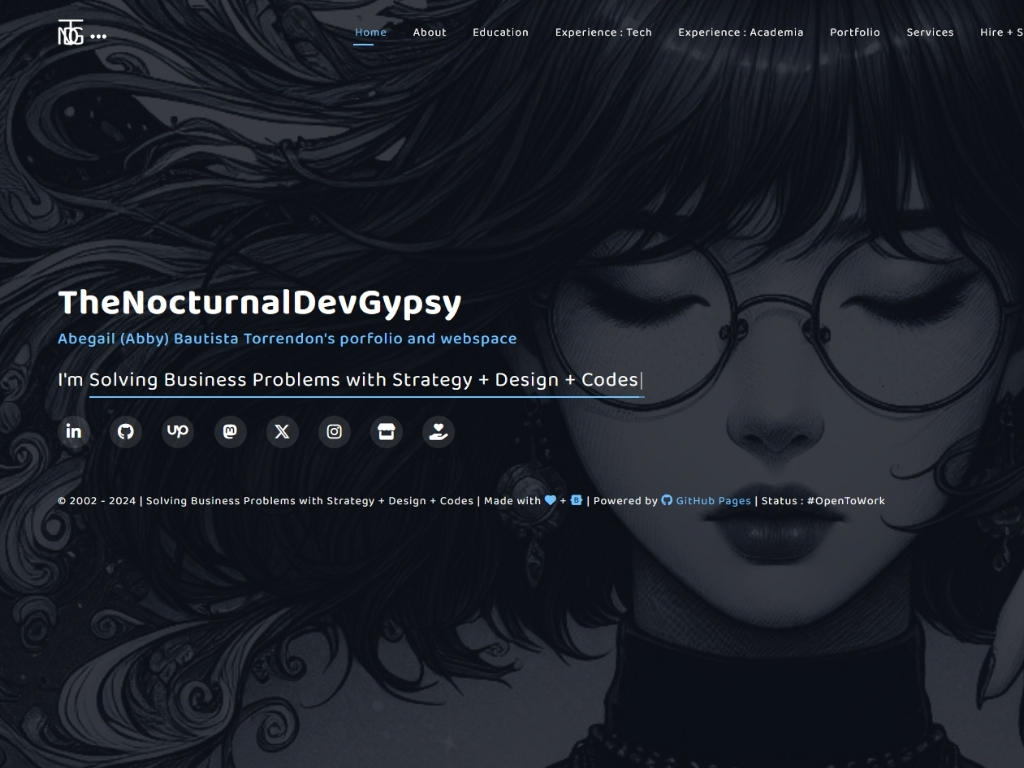 Home About Education Experience : Tech Experience : Academia Portfolio Services Hire + S
TheNocturnalDevGypsy
Abegail (Abby) Bautista Torrendon's porfolio and webspace
I'm Solving Business Problems with Strategy + Design + Codes|
© 2002 - 2024 | Solving Business Problems with Strategy + Design + Codes | Made with + | Powered by GitHub Pages | Status : #OpenToWork